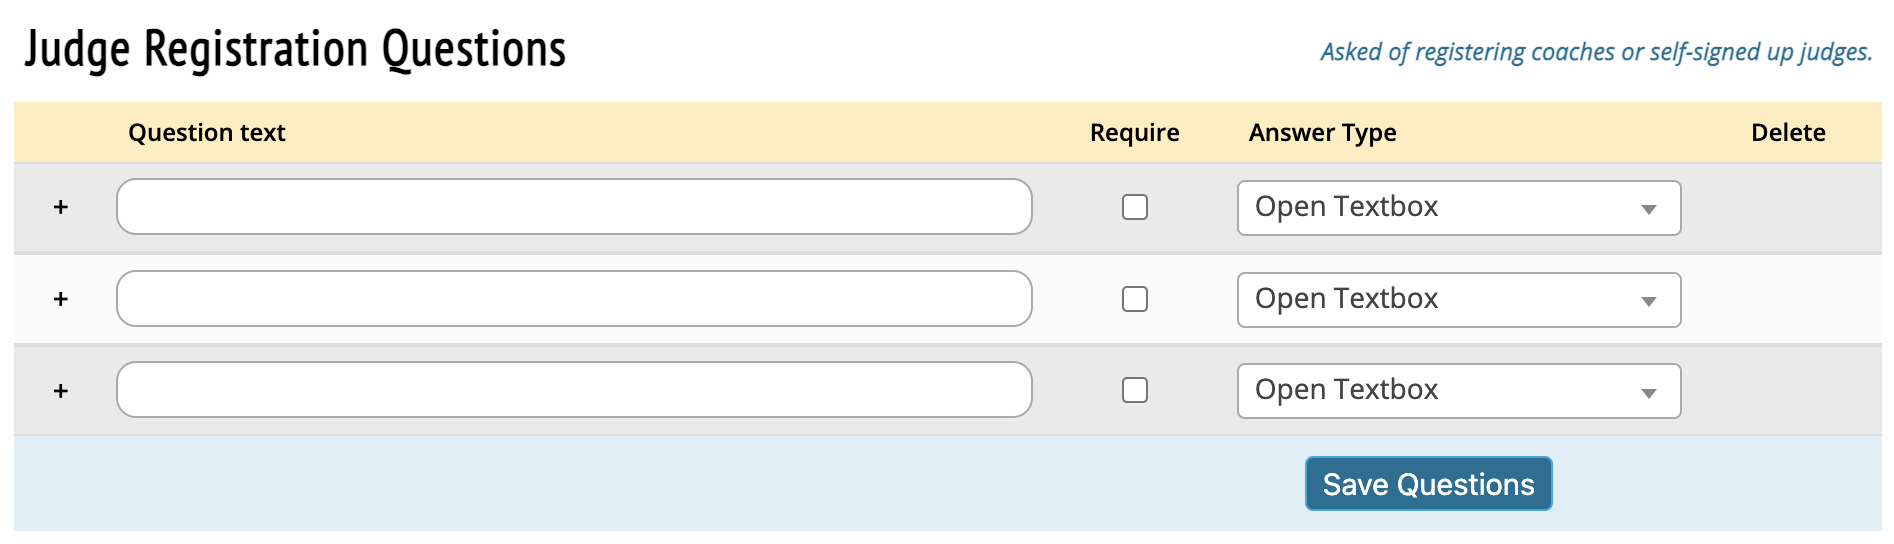 Judge Registration Questions
Asked of registering coaches or self-signed up judges.
Question text Require Answer Type Delete
+ Open Textbox
+ Open Textbox
+ Open Textbox
Save Questions